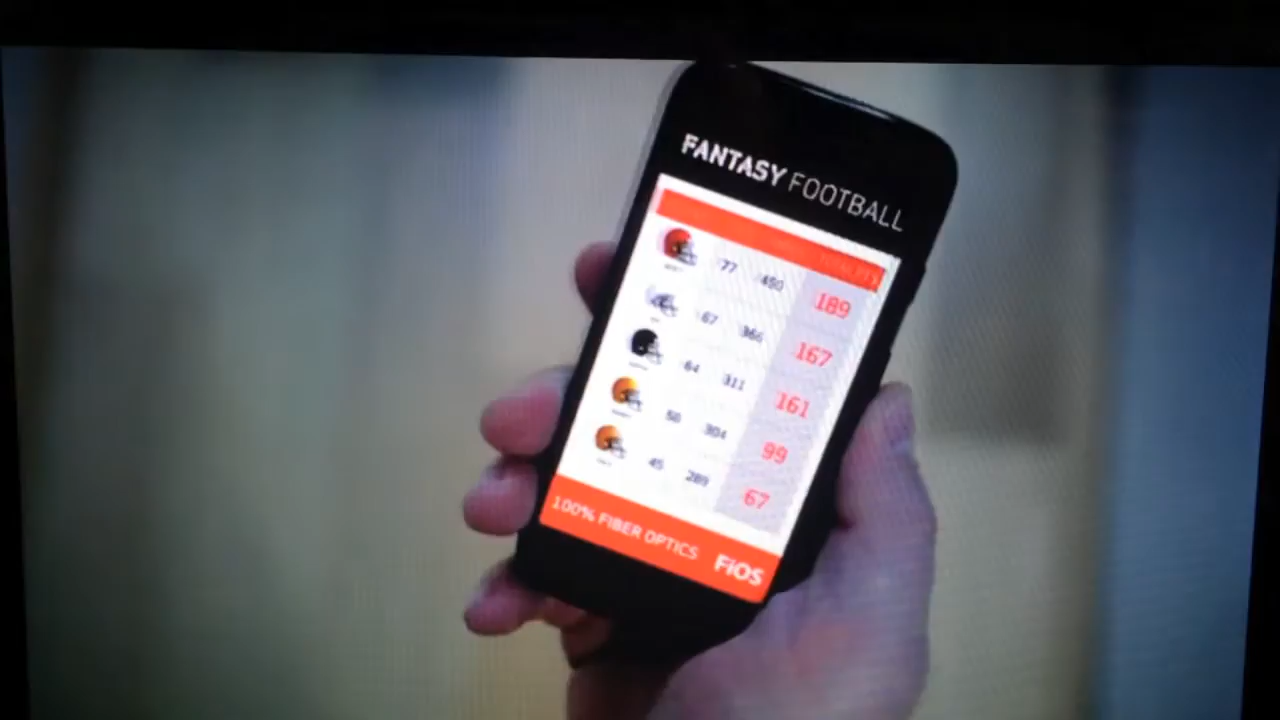 FANTASY FOOTBALL
77 450 189
67 366 167
64 311 161
50 304 99
45 289 67
100% FIBER OPTICS FiOS